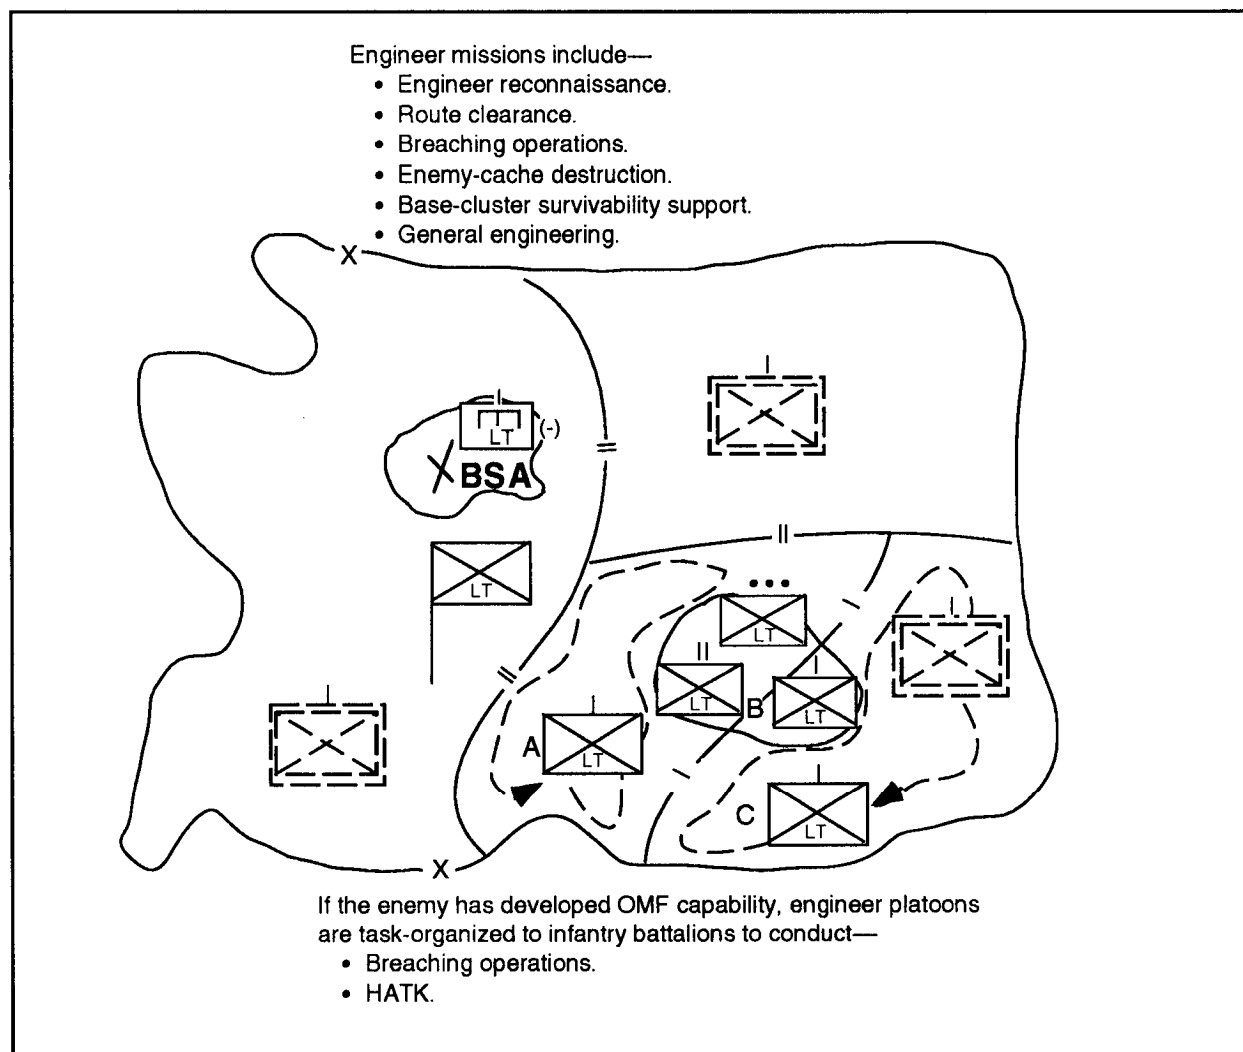 Engineer missions include—
• Engineer reconnaissance.
• Route clearance.
• Breaching operations.
• Enemy-cache destruction.
• Base-cluster survivability support.
• General engineering.
X
I
I
LT
(-)
BSA
II
II
LT
•••
I
I
LT
II
I
I
II
LT
B
LT
I
I
A
LT
I
I
C
LT
X
If the enemy has developed OMF capability, engineer platoons
are task-organized to infantry battalions to conduct—
• Breaching operations.
• HATK.